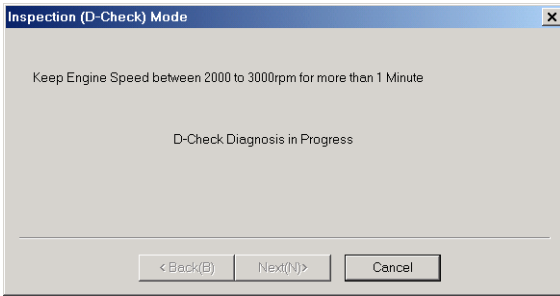 Inspection (D-Check) Mode
Keep Engine Speed between 2000 to 3000rpm for more than 1 Minute
D-Check Diagnosis in Progress
< Back(B) Next(N)> Cancel